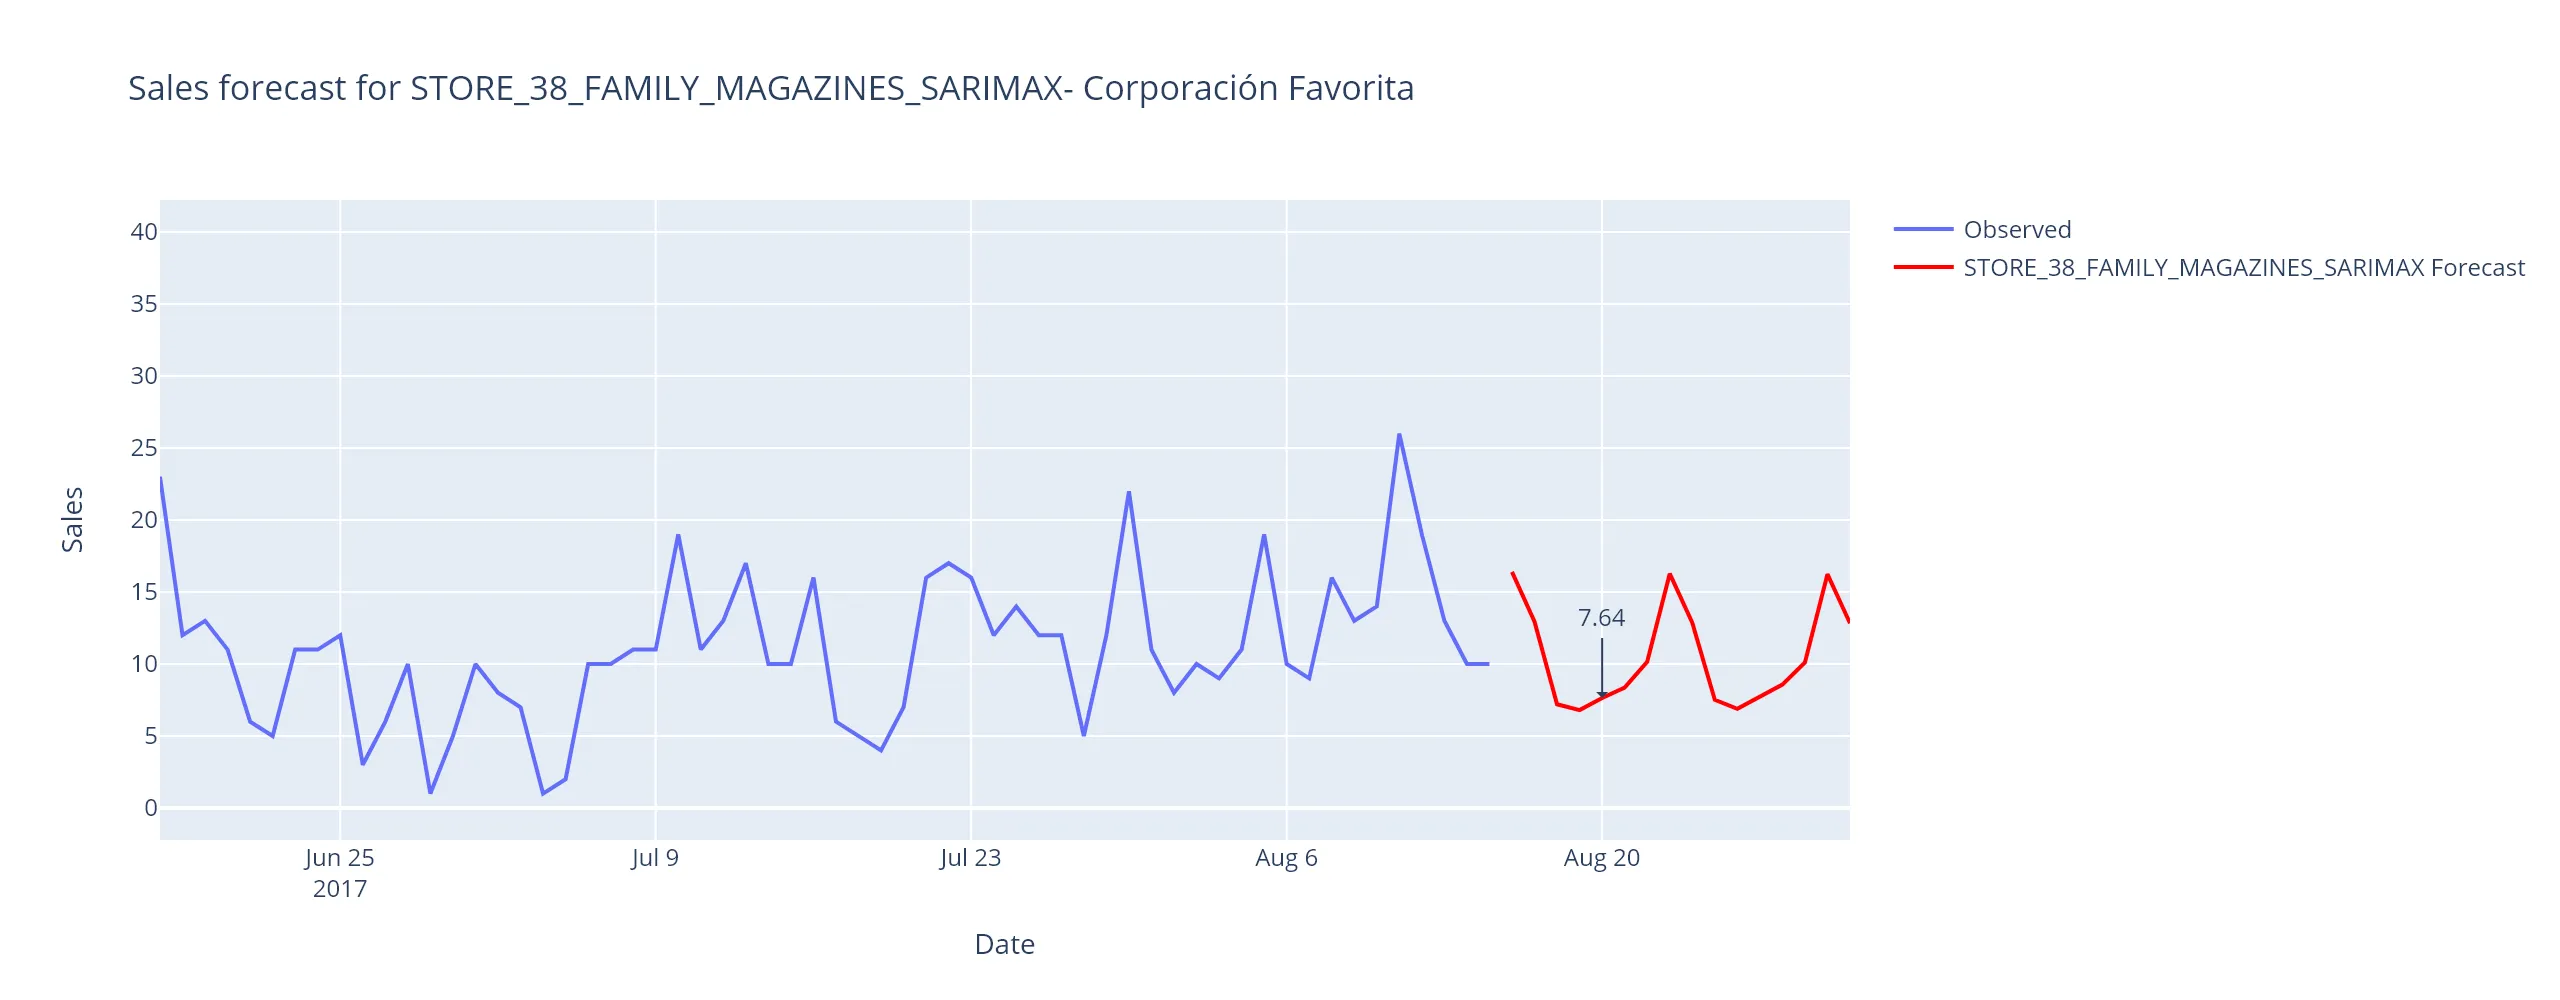 Sales forecast for STORE_38_FAMILY_MAGAZINES_SARIMAX- Corporación Favorita
Observed
STORE_38_FAMILY_MAGAZINES_SARIMAX Forecast
40
35
30
25
20
15
10
5
0
Sales
7.64
Jun 25
2017
Jul 9
Jul 23
Aug 6
Aug 20
Date